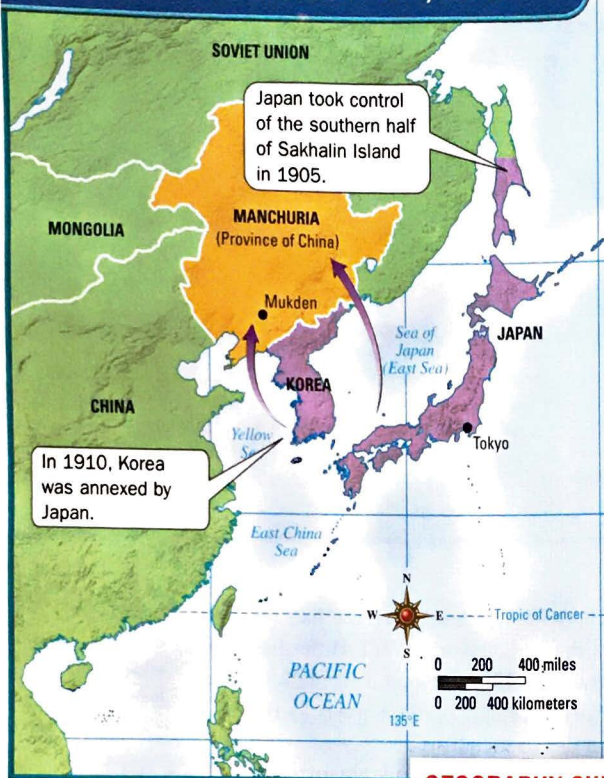 SOVIET UNION
Japan took control
of the southern half
of Sakhalin Island
in 1905.
MONGOLIA
MANCHURIA
(Province of China)
Mukden
Sea of
Japan
(East Sea)
JAPAN
KOREA
CHINA
Yellow
Tokyo
In 1910, Korea
was annexed by
Japan.
East China
Sea
N
W
E
S
Tropic of Cancer
PACIFIC
OCEAN
135°E
0 200 400 miles
0 200 400 kilometers